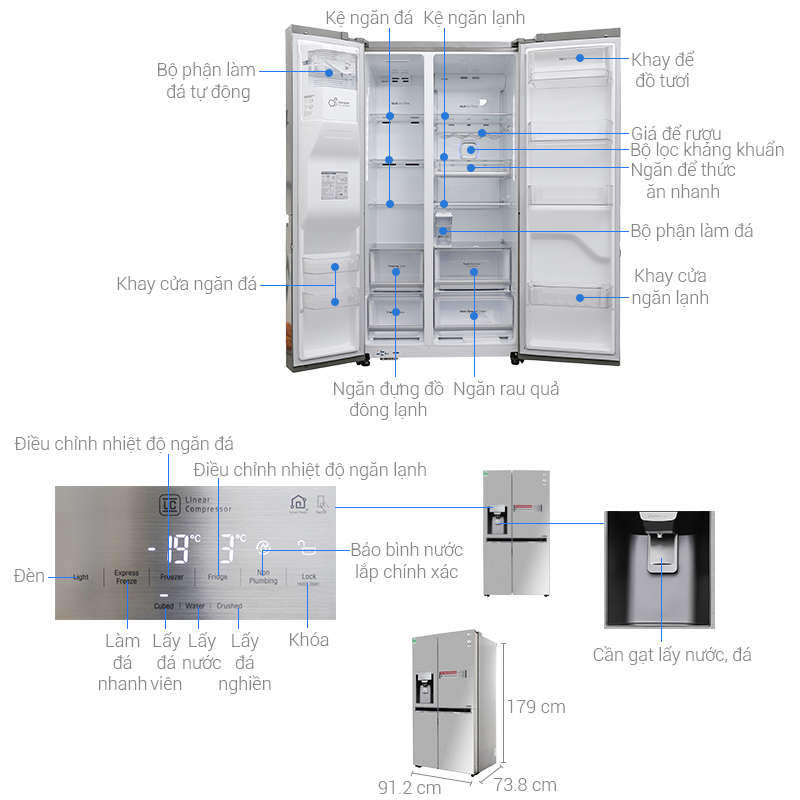 Kệ ngăn đá
Kệ ngăn lạnh
Bộ phận làm
đá tự động
Khay để
đồ tươi
Giá để rượu
Bộ lọc kháng khuẩn
Ngăn để thức
ăn nhanh
Bộ phận làm đá
Khay cửa ngăn đá
Khay cửa
ngăn lạnh
Ngăn đựng đồ
đông lạnh
Ngăn rau quả
Điều chỉnh nhiệt độ ngăn đá
Điều chỉnh nhiệt độ ngăn lạnh
Linear
Compressor
-19°C
3°C
Đèn
Light
Express
Freeze
Freezer
Fridge
Non
Plumbing
Lock
Cubed | Water | Crushed
Báo bình nước
lắp chính xác
Làm
đá
nhanh
Lấy
đá
viên
Lấy
nước
Lấy
đá
nghiền
Khóa
Cần gạt lấy nước, đá
179 cm
91.2 cm
73.8 cm